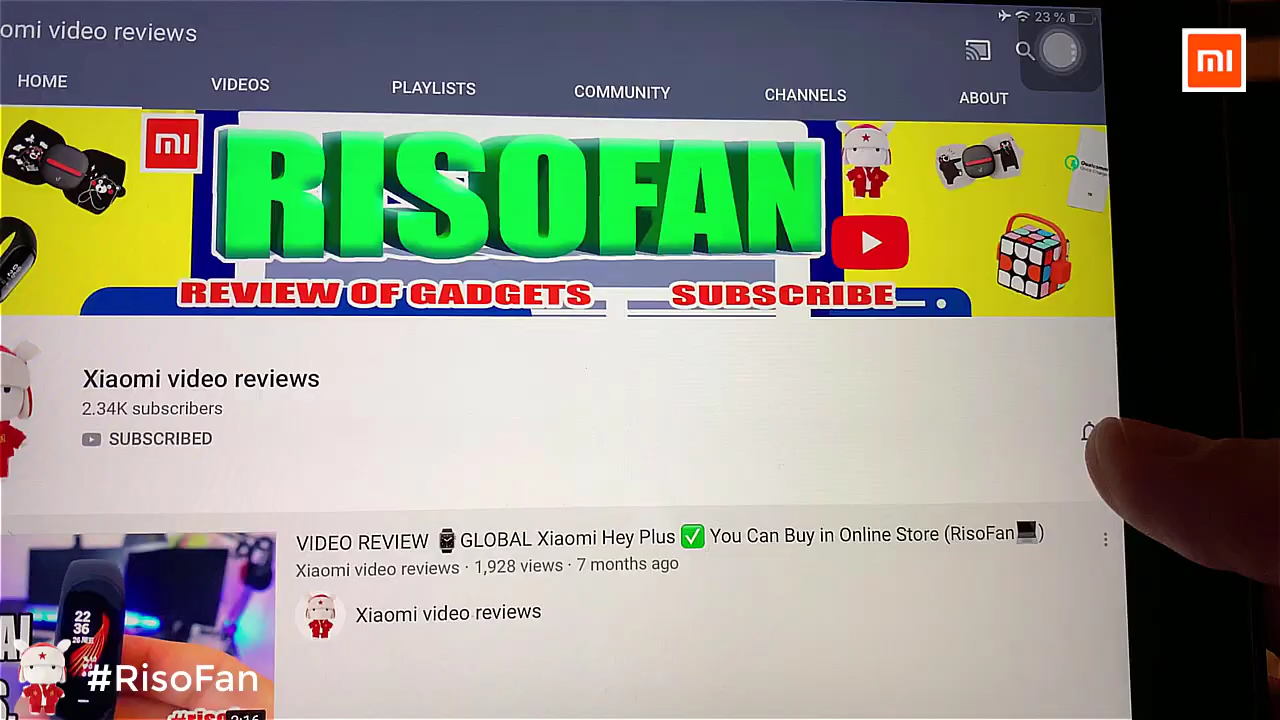 omi video reviews
23 %
HOME VIDEOS PLAYLISTS COMMUNITY CHANNELS ABOUT
mi
mi
RISOFAN
REVIEW OF GADGETS SUBSCRIBE
Xiaomi video reviews
2.34K subscribers
SUBSCRIBED
VIDEO REVIEW ⌚GLOBAL Xiaomi Hey Plus ✅ You Can Buy in Online Store (RisoFan💻)
Xiaomi video reviews · 1,928 views · 7 months ago
Xiaomi video reviews
22
36
#RisoFan